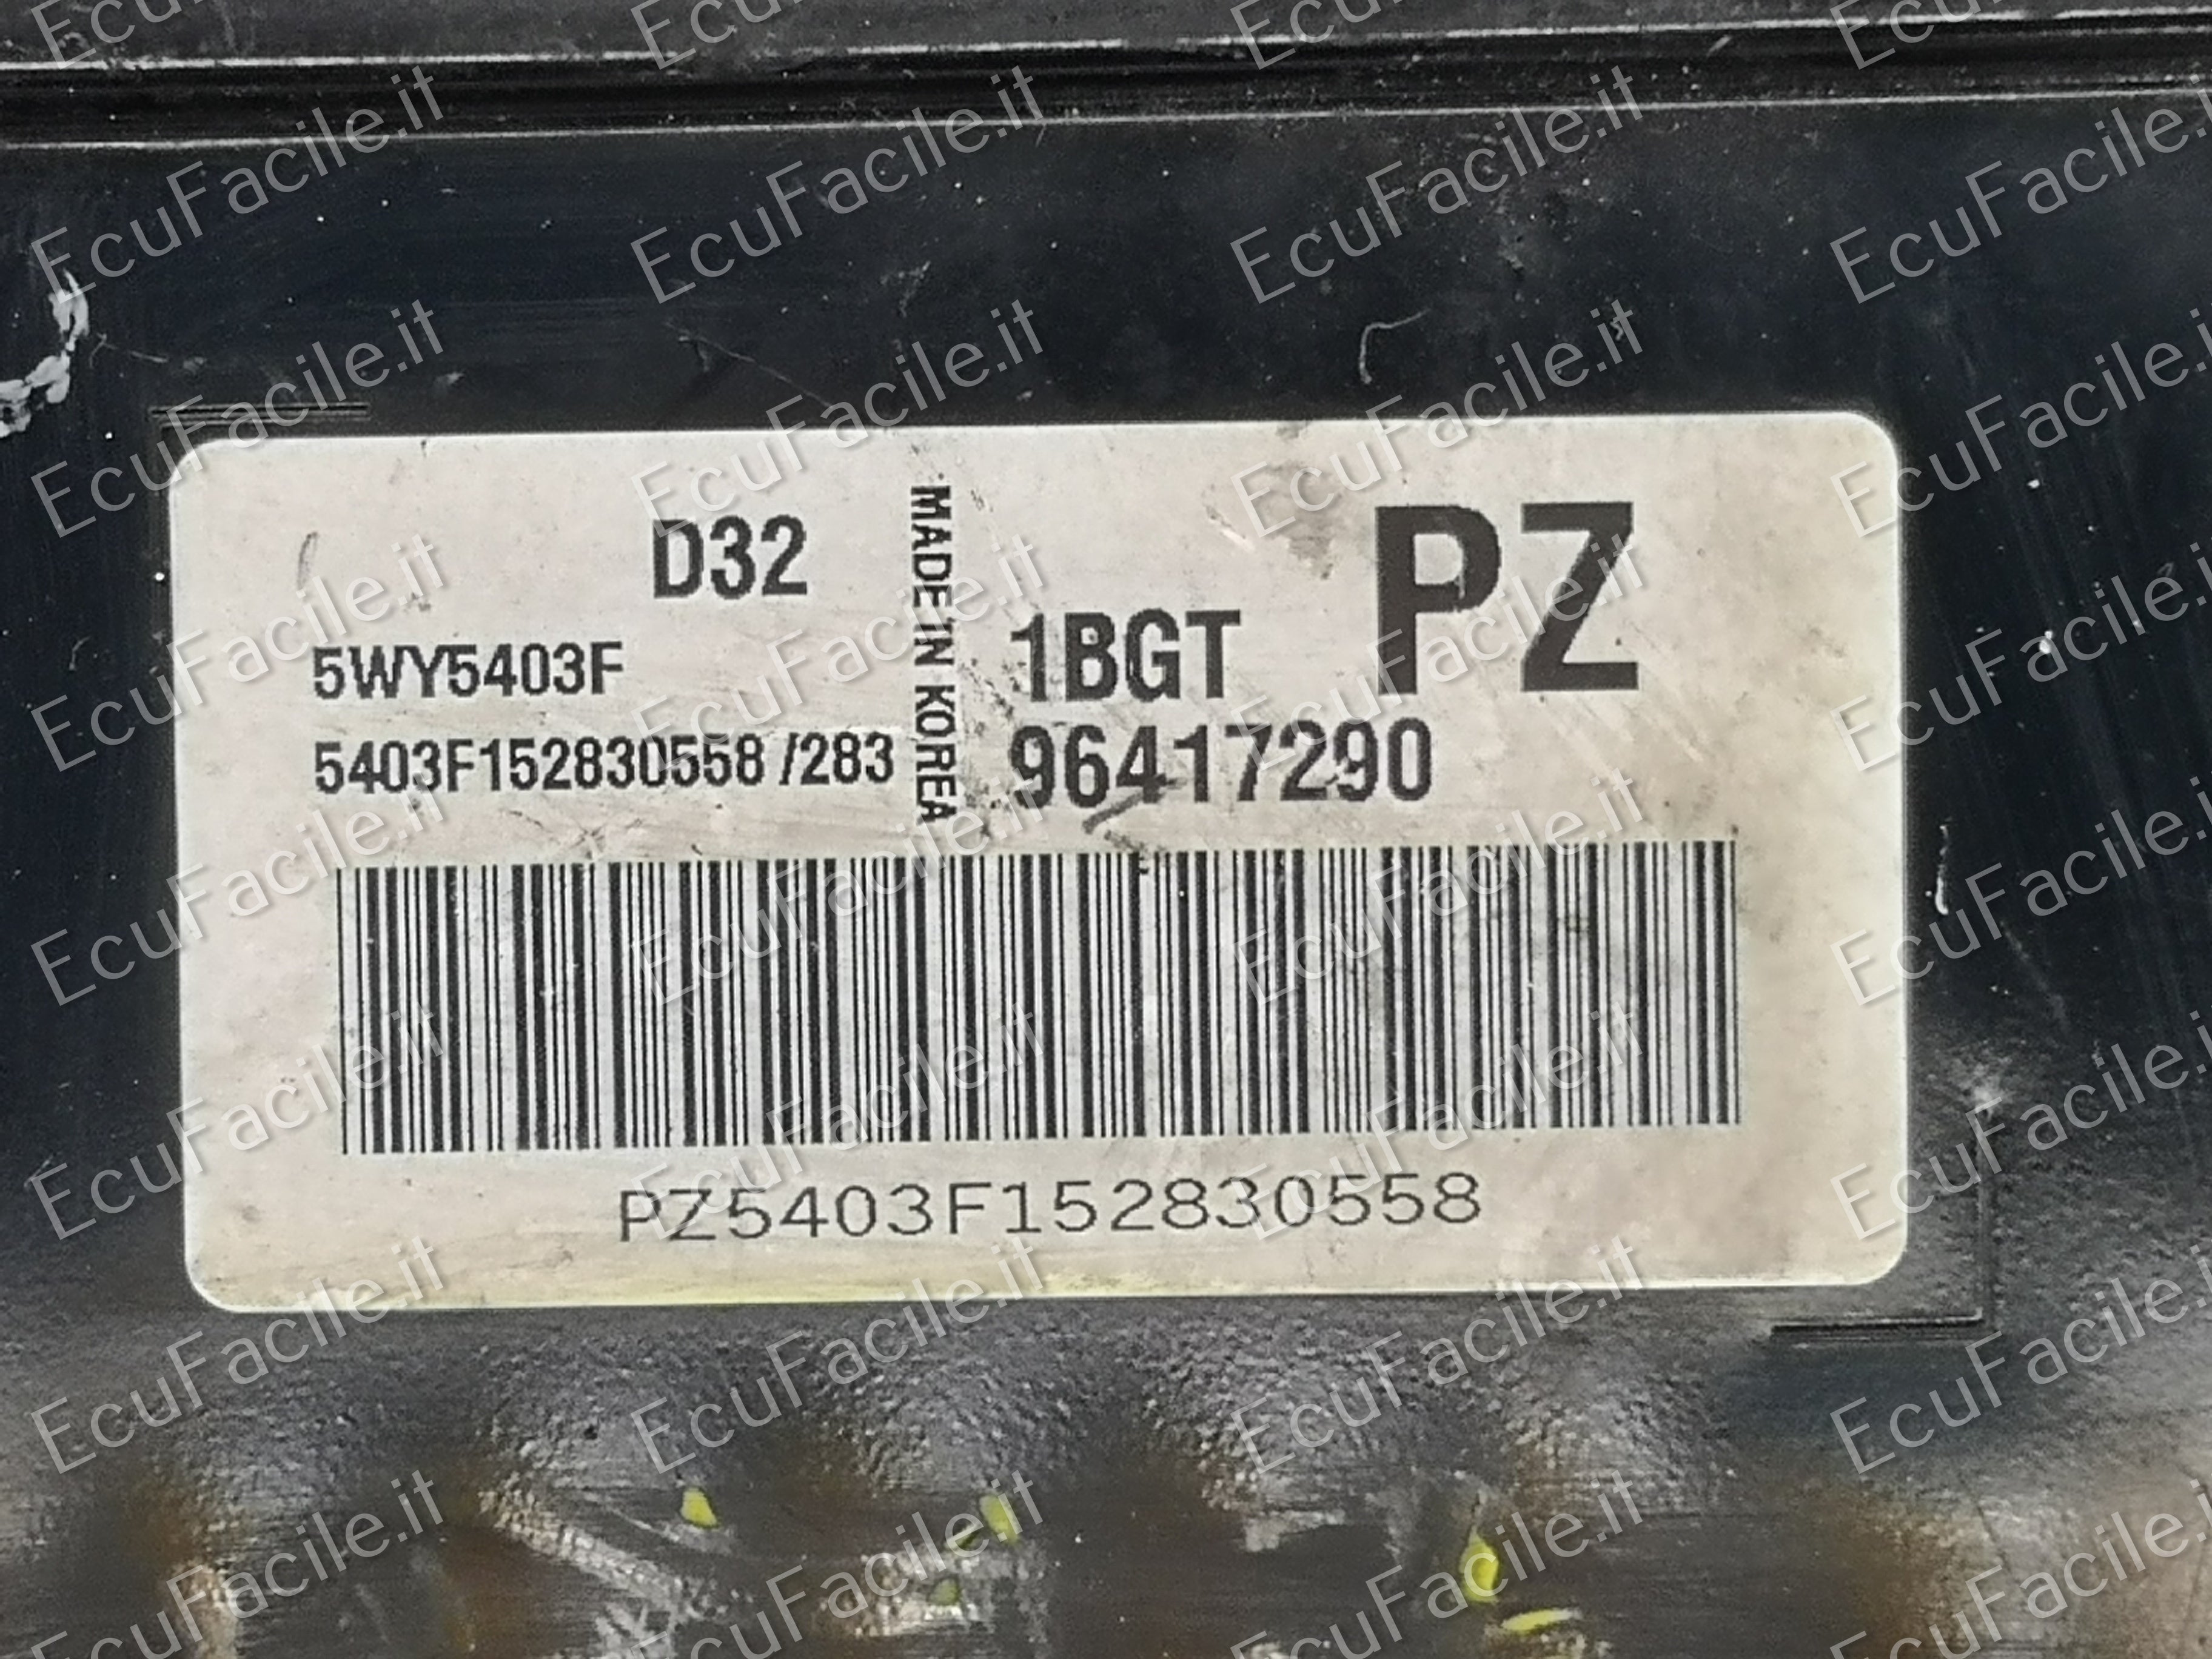 D32
5WY5403F
5403F152830558 /283
MADE IN KOREA
PZ
1BGT
96417290
PZ5403F152830558
EcuFacile.it